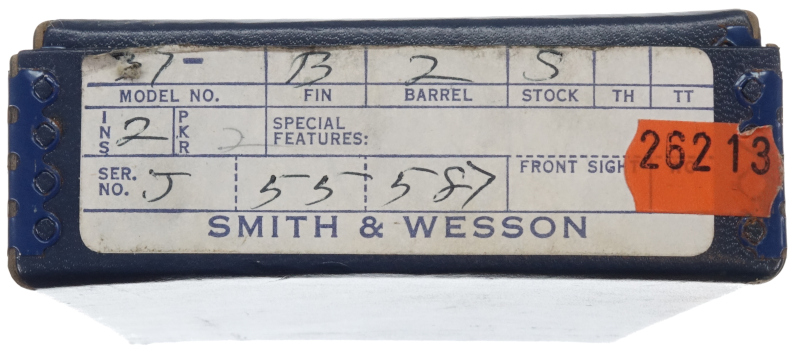 37- B 2 S
MODEL NO. FIN BARREL STOCK TH TT
INS 2 PKR 2 SPECIAL FEATURES:
SER. NO. J 55 587 FRONT SIGHT
26213
SMITH & WESSON